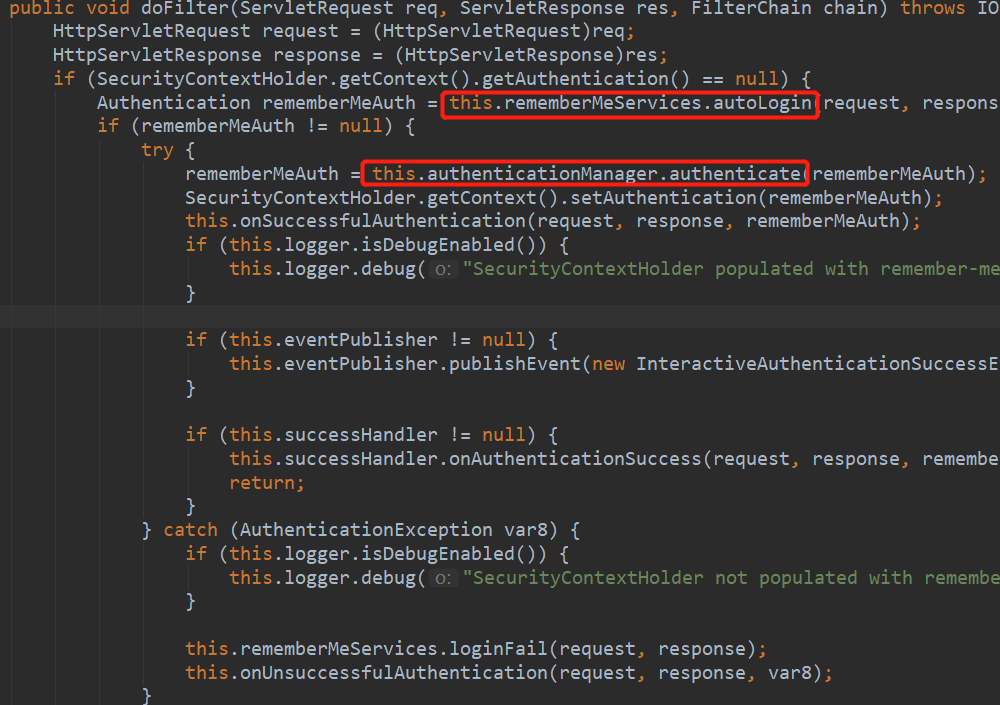 public void doFilter(ServletRequest req, ServletResponse res, FilterChain chain) throws IO
HttpServletRequest request = (HttpServletRequest)req;
HttpServletResponse response = (HttpServletResponse)res;
if (SecurityContextHolder.getContext().getAuthentication() == null) {
Authentication rememberMeAuth = this.rememberMeServices.autoLogin(request, respons
if (rememberMeAuth != null) {
try {
rememberMeAuth = this.authenticationManager.authenticate(rememberMeAuth);
SecurityContextHolder.getContext().setAuthentication(rememberMeAuth);
this.onSuccessfulAuthentication(request, response, rememberMeAuth);
if (this.logger.isDebugEnabled()) {
this.logger.debug( o: "SecurityContextHolder populated with remember-me
}
if (this.eventPublisher != null) {
this.eventPublisher.publishEvent(new InteractiveAuthenticationSuccessE
}
if (this.successHandler != null) {
this.successHandler.onAuthenticationSuccess(request, response, remembe
return;
}
} catch (AuthenticationException var8) {
if (this.logger.isDebugEnabled()) {
this.logger.debug( o: "SecurityContextHolder not populated with remembe
}
this.rememberMeServices.loginFail(request, response);
this.onUnsuccessfulAuthentication(request, response, var8);
}